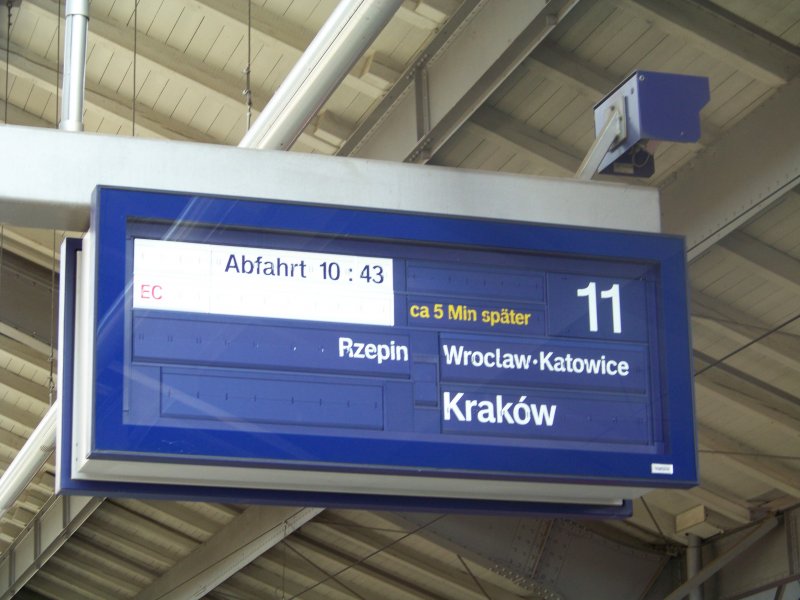 Abfahrt 10:43
EC
ca 5 Min später
11
Rzepin Wroclaw·Katowice
Kraków